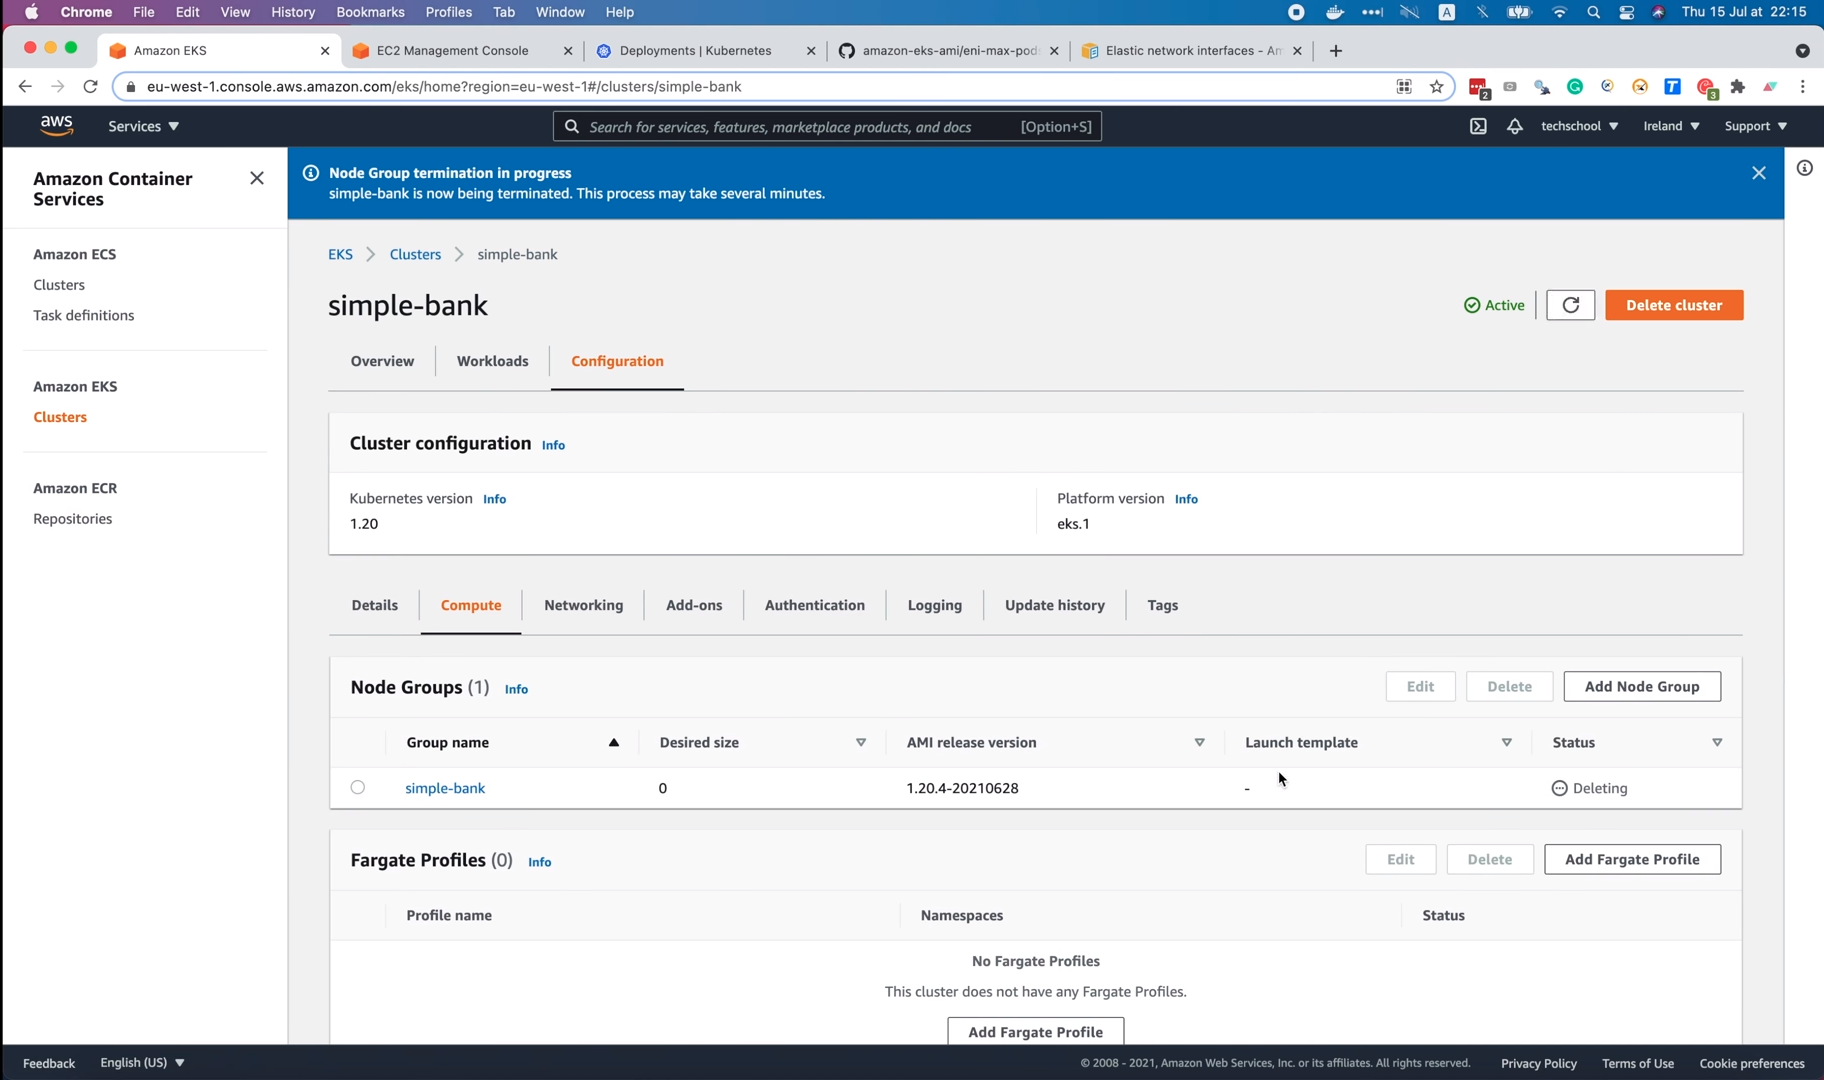 Chrome File Edit View History Bookmarks Profiles Tab Window Help A Thu 15 Jul at 22:15
Amazon EKS EC2 Management Console Deployments | Kubernetes amazon-eks-ami/eni-max-pod Elastic network interfaces - Am
eu-west-1.console.aws.amazon.com/eks/home?region=eu-west-1#/clusters/simple-bank 2 T 3
aws Services Search for services, features, marketplace products, and docs [Option+S] techschool Ireland Support
Amazon Container
Services
Amazon ECS
Clusters
Task definitions
Amazon EKS
Clusters
Amazon ECR
Repositories
Node Group termination in progress
simple-bank is now being terminated. This process may take several minutes.
EKS Clusters simple-bank
simple-bank
Active Delete cluster
Overview Workloads Configuration
Cluster configuration Info
Kubernetes version Info Platform version Info
1.20 eks.1
Details Compute Networking Add-ons Authentication Logging Update history Tags
Node Groups (1) Info Edit Delete Add Node Group
Group name Desired size AMI release version Launch template Status
simple-bank 0 1.20.4-20210628 - Deleting
Fargate Profiles (0) Info Edit Delete Add Fargate Profile
Profile name Namespaces Status
No Fargate Profiles
This cluster does not have any Fargate Profiles.
Add Fargate Profile
Feedback English (US) © 2008 - 2021, Amazon Web Services, Inc. or its affiliates. All rights reserved. Privacy Policy Terms of Use Cookie preferences